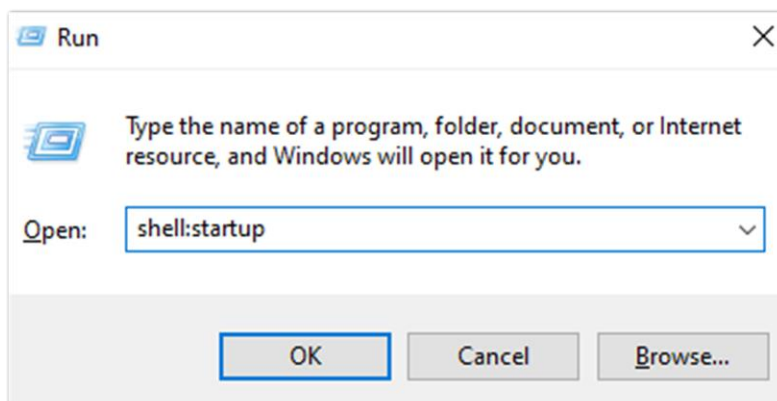 Run
Type the name of a program, folder, document, or Internet
resource, and Windows will open it for you.
Open: shell:startup
OK Cancel Browse...